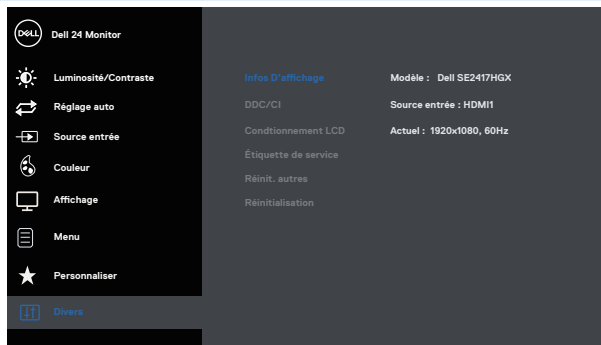 DELL Dell 24 Monitor
Luminosité/Contraste
Réglage auto
Source entrée
Couleur
Affichage
Menu
Personnaliser
Divers
Infos D'affichage
DDC/CI
Condtionnement LCD
Étiquette de service
Réinit. autres
Réinitialisation
Modèle : Dell SE2417HGX
Source entrée : HDMI1
Actuel : 1920x1080, 60Hz